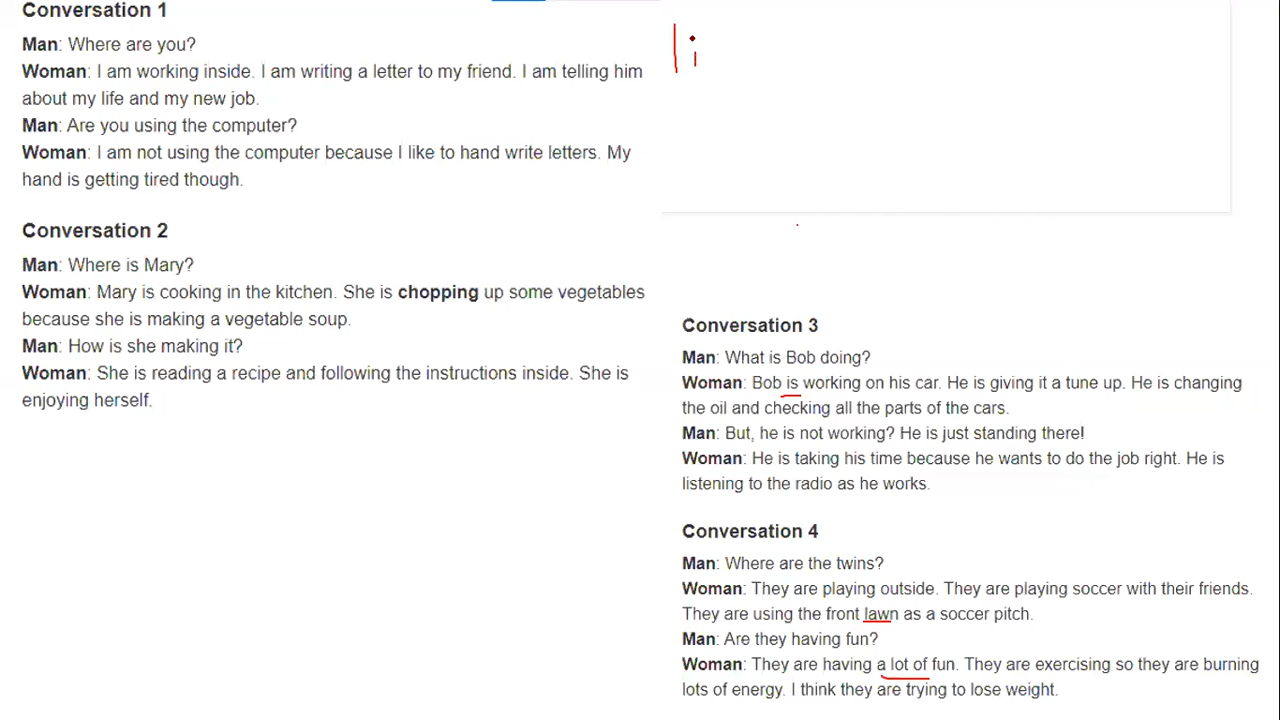 Conversation 1
Man: Where are you?
Woman: I am working inside. I am writing a letter to my friend. I am telling him
about my life and my new job.
Man: Are you using the computer?
Woman: I am not using the computer because I like to hand write letters. My
hand is getting tired though.
Conversation 2
Man: Where is Mary?
Woman: Mary is cooking in the kitchen. She is chopping up some vegetables
because she is making a vegetable soup.
Man: How is she making it?
Woman: She is reading a recipe and following the instructions inside. She is
enjoying herself.
li
Conversation 3
Man: What is Bob doing?
Woman: Bob is working on his car. He is giving it a tune up. He is changing
the oil and checking all the parts of the cars.
Man: But, he is not working? He is just standing there!
Woman: He is taking his time because he wants to do the job right. He is
listening to the radio as he works.
Conversation 4
Man: Where are the twins?
Woman: They are playing outside. They are playing soccer with their friends.
They are using the front lawn as a soccer pitch.
Man: Are they having fun?
Woman: They are having a lot of fun. They are exercising so they are burning
lots of energy. I think they are trying to lose weight.